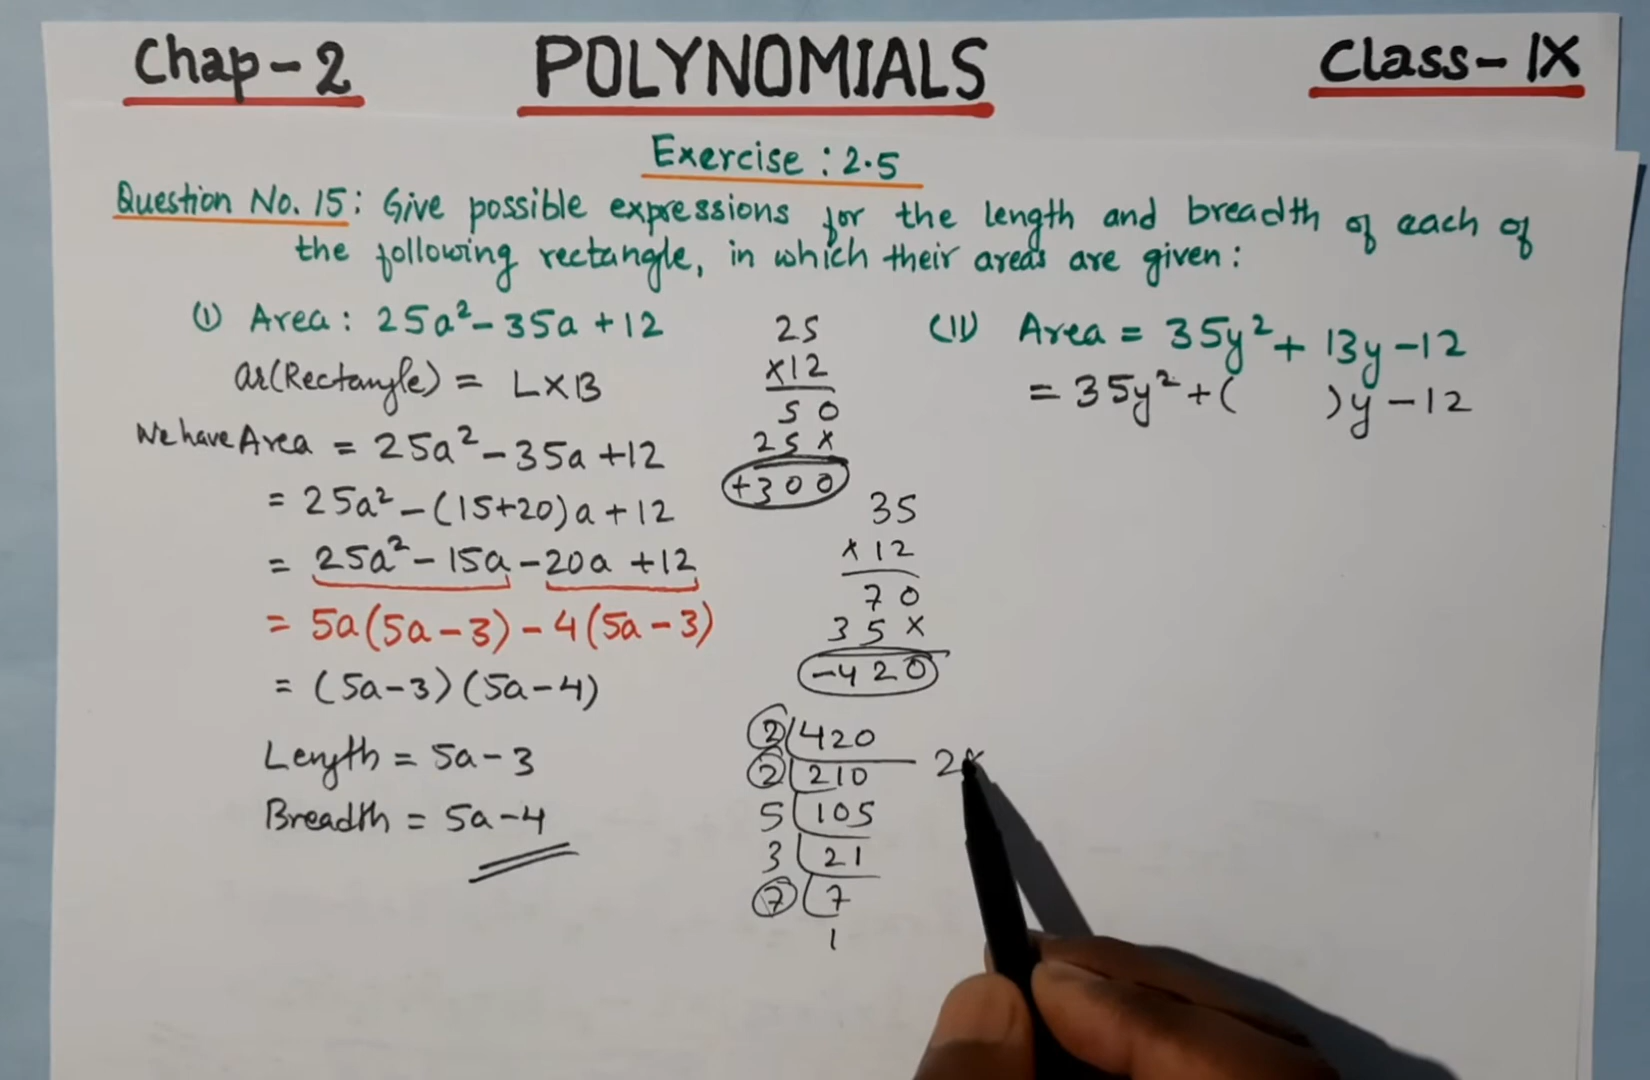 Chap-2 POLYNOMIALS Class-IX
Exercise: 2.5
Question No. 15: Give possible expressions for the length and breadth of each of
the following rectangle, in which their areas are given:
(i) Area: 25a²-35a+12
ar(Rectangle) = L×B
We have Area = 25a²-35a+12
= 25a²-(15+20)a+12
= 25a²-15a-20a+12
= 5a(5a-3)-4(5a-3)
= (5a-3)(5a-4)
Length = 5a-3
Breadth = 5a-4
25
×12
50
25×
+300
35
×12
70
35×
-420
2 420
2 210
5 105
3 21
7 7
1
(ii) Area = 35y²+13y-12
= 35y²+( )y-12